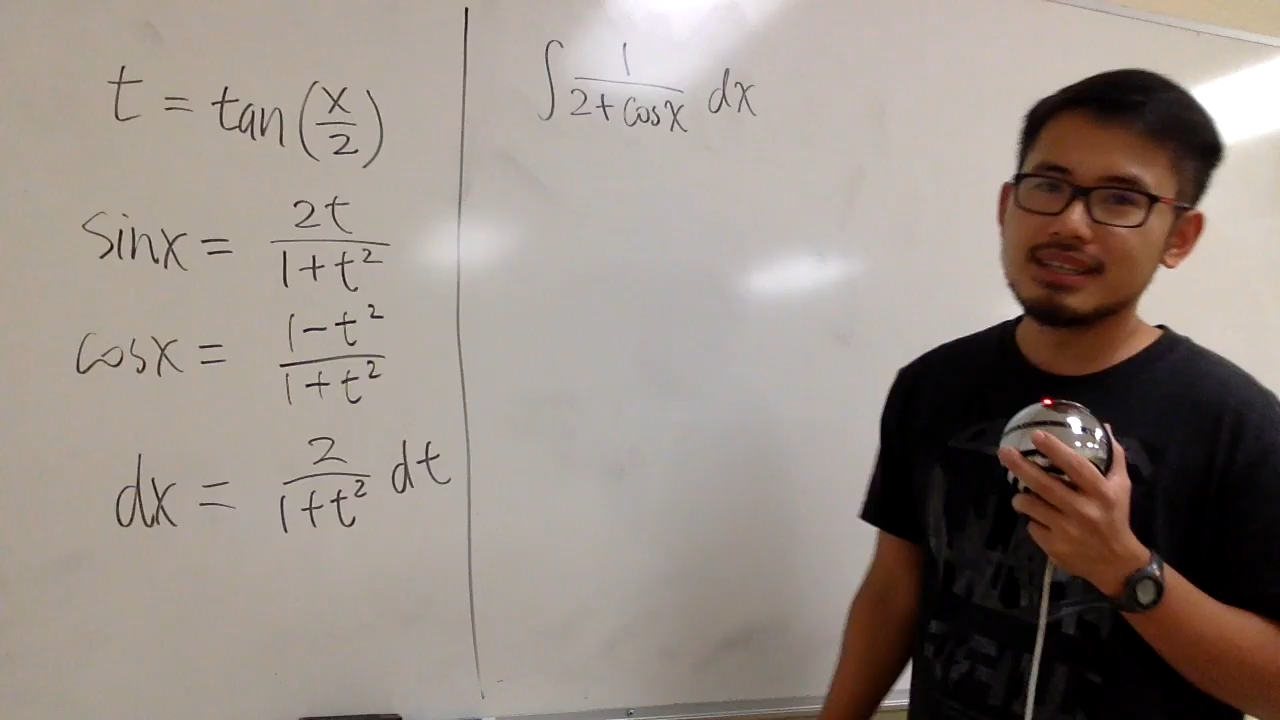 t = tan(x/2)
sinx = 2t/(1+t²)
cosx = (1-t²)/(1+t²)
dx = 2/(1+t²) dt
∫ 1/(2+cosx) dx